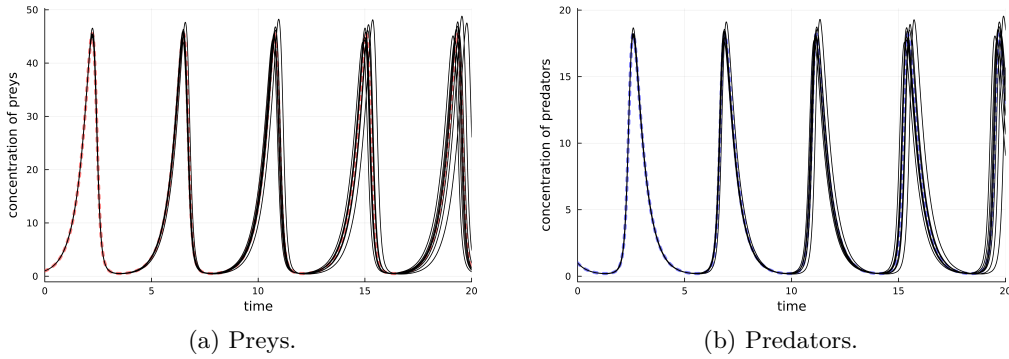 50
40
30
20
10
0
concentration of preys
0 5 10 15 20
time
(a) Preys.
20
15
10
5
0
concentration of predators
0 5 10 15 20
time
(b) Predators.